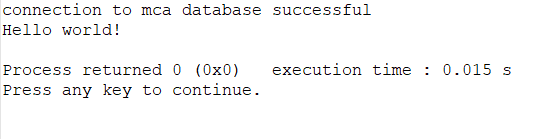 connection to mca database successful
Hello world!
Process returned 0 (0x0)   execution time : 0.015 s
Press any key to continue.